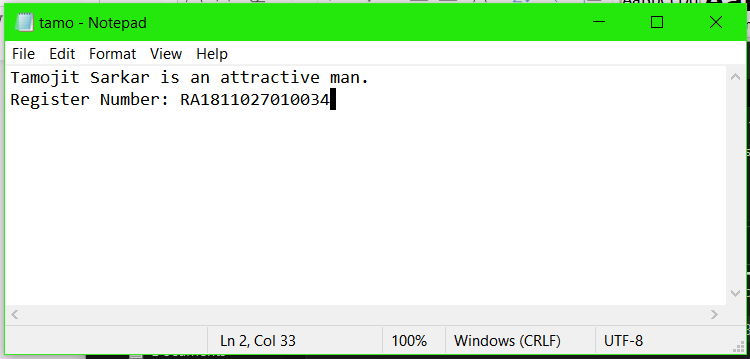 tamo - Notepad
File Edit Format View Help
Tamojit Sarkar is an attractive man.
Register Number: RA1811027010034
Ln 2, Col 33 100% Windows (CRLF) UTF-8
Documents